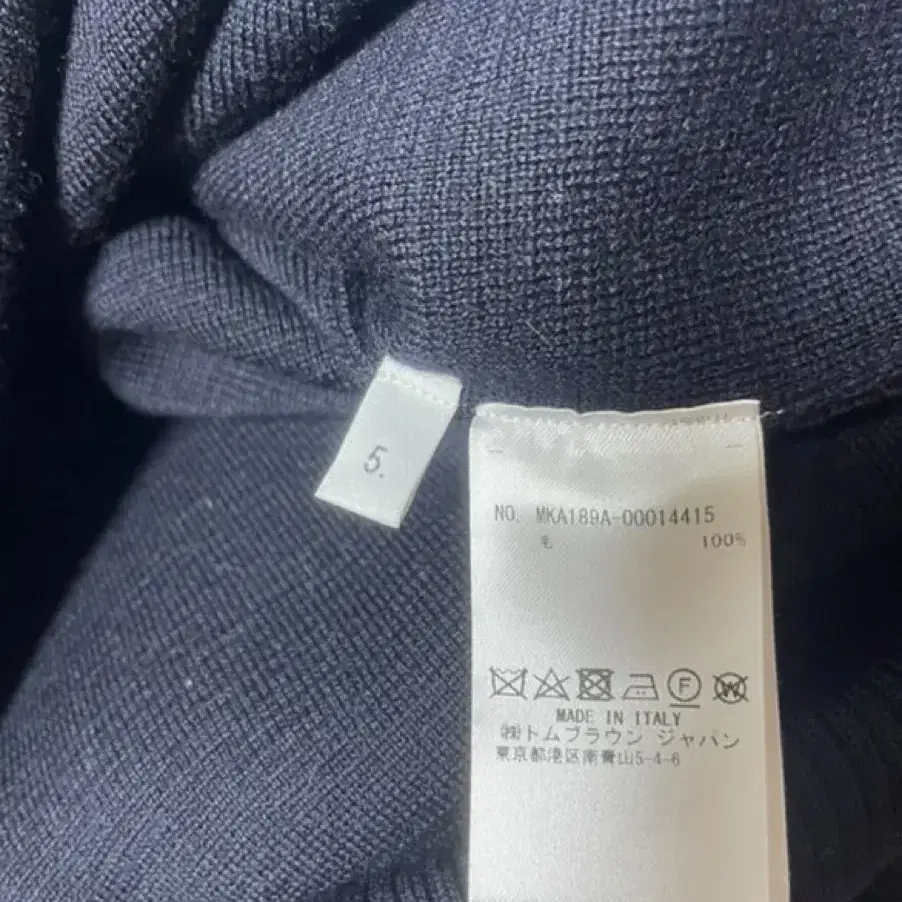 5.
NO. MKA189A-00014415
毛 100%
MADE IN ITALY
㈱トムブラウン ジャパン
東京都港区南青山5-4-6